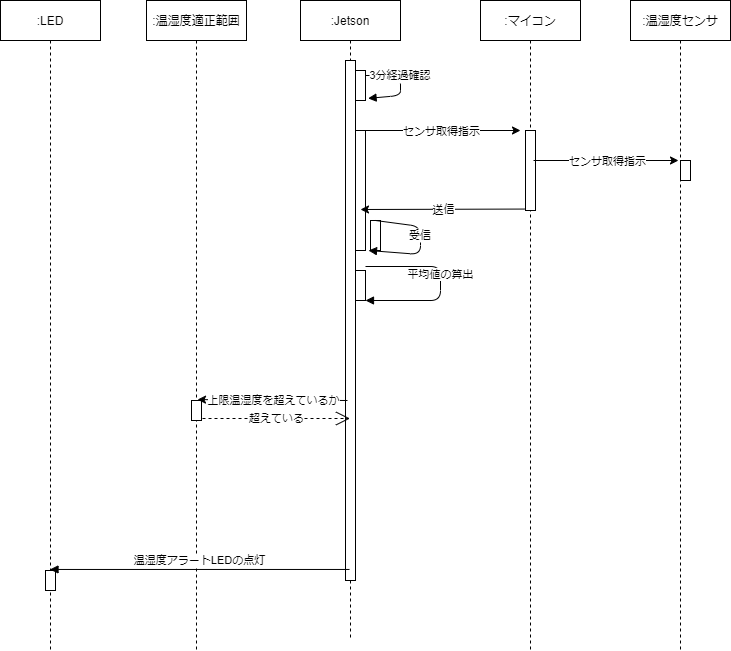 :LED
:温湿度適正範囲
:Jetson
:マイコン
:温湿度センサ
3分経過確認
センサ取得指示
センサ取得指示
送信
受信
平均値の算出
上限温湿度を超えているか
超えている
温湿度アラートLEDの点灯